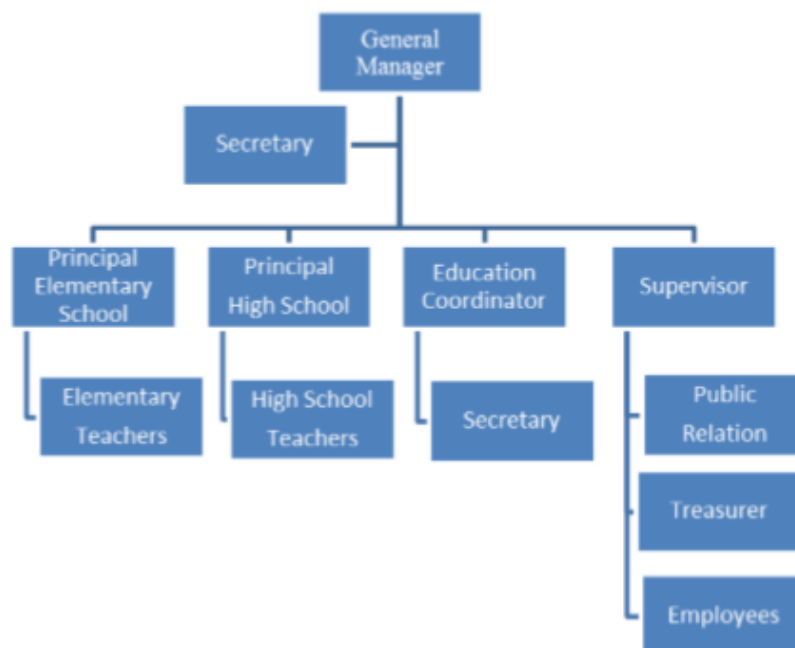 General
Manager
Secretary
Principal
Elementary
School
Principal
High School
Education
Coordinator
Supervisor
Elementary
Teachers
High School
Teachers
Secretary
Public
Relation
Treasurer
Employees